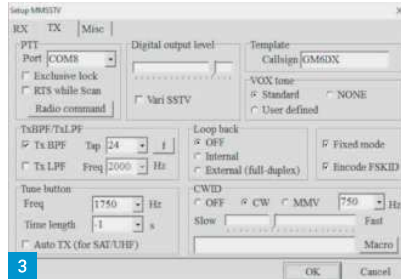 Setup MMSSTV
RX TX Misc
PTT
Port COM8
Exclusive lock
RTS while Scan
Radio command
Digital output level
Vari SSTV
Template
Callsign GM6DX
VOX tone
Standard NONE
User defined
TxBPF/TxLPF
Tx BPF Tap 24 f
Tx LPF Freq 2000 Hz
Loop back
OFF
Internal
External (full-duplex)
Fixed mode
Encode FSKID
Tune button
Freq 1750 Hz
Time length -1 s
Auto TX (for SAT/UHF)
CWID
OFF CW MMV 750 Hz
Slow Fast
Macro
OK Cancel
3